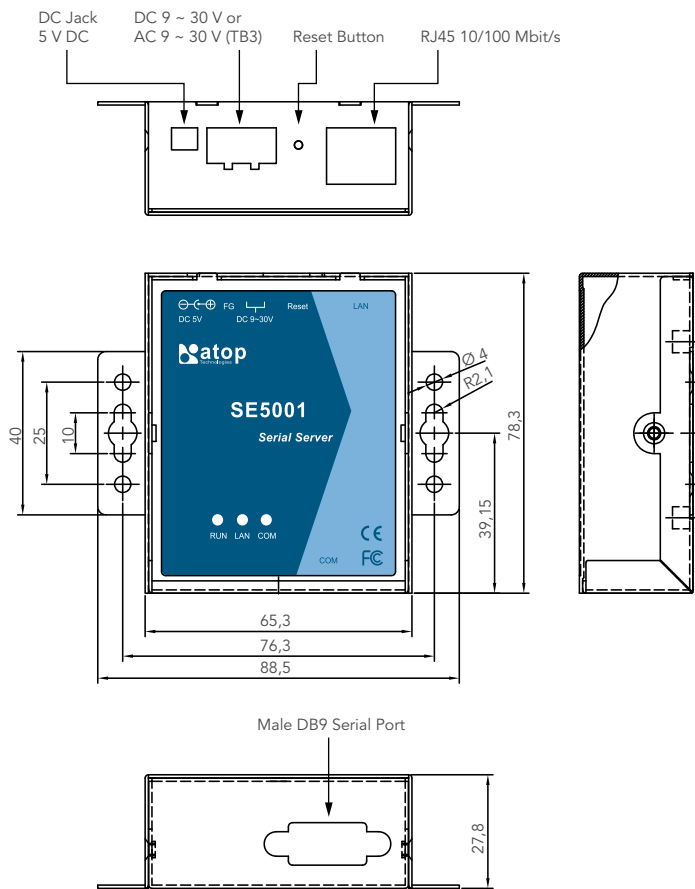 DC Jack
5 V DC
DC 9 ~ 30 V or
AC 9 ~ 30 V (TB3)
Reset Button
RJ45 10/100 Mbit/s
DC 5V
FG
DC 9~30V
Reset
LAN
atop
Technologies
SE5001
Serial Server
RUN LAN COM
COM
CE
FC
Ø 4
R2,1
40
25
10
78,3
39,15
65,3
76,3
88,5
Male DB9 Serial Port
27,8